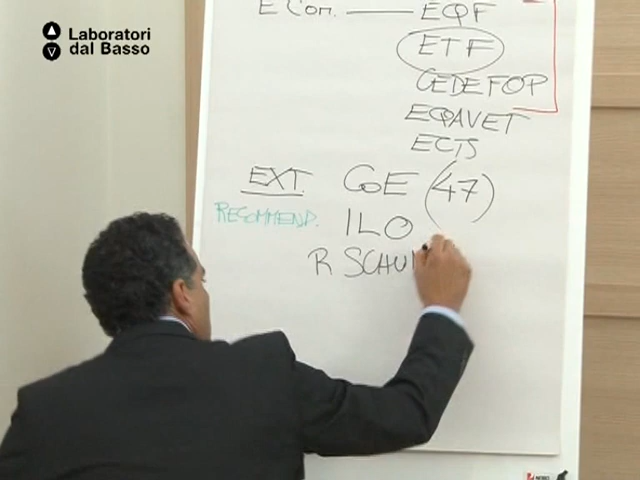 Laboratori
dal Basso
E Com. — EQF
ETF
CEDEFOP
EQAVET
ECTS
EXT. CoE (47)
RECOMMEND. ILO
R SCHU